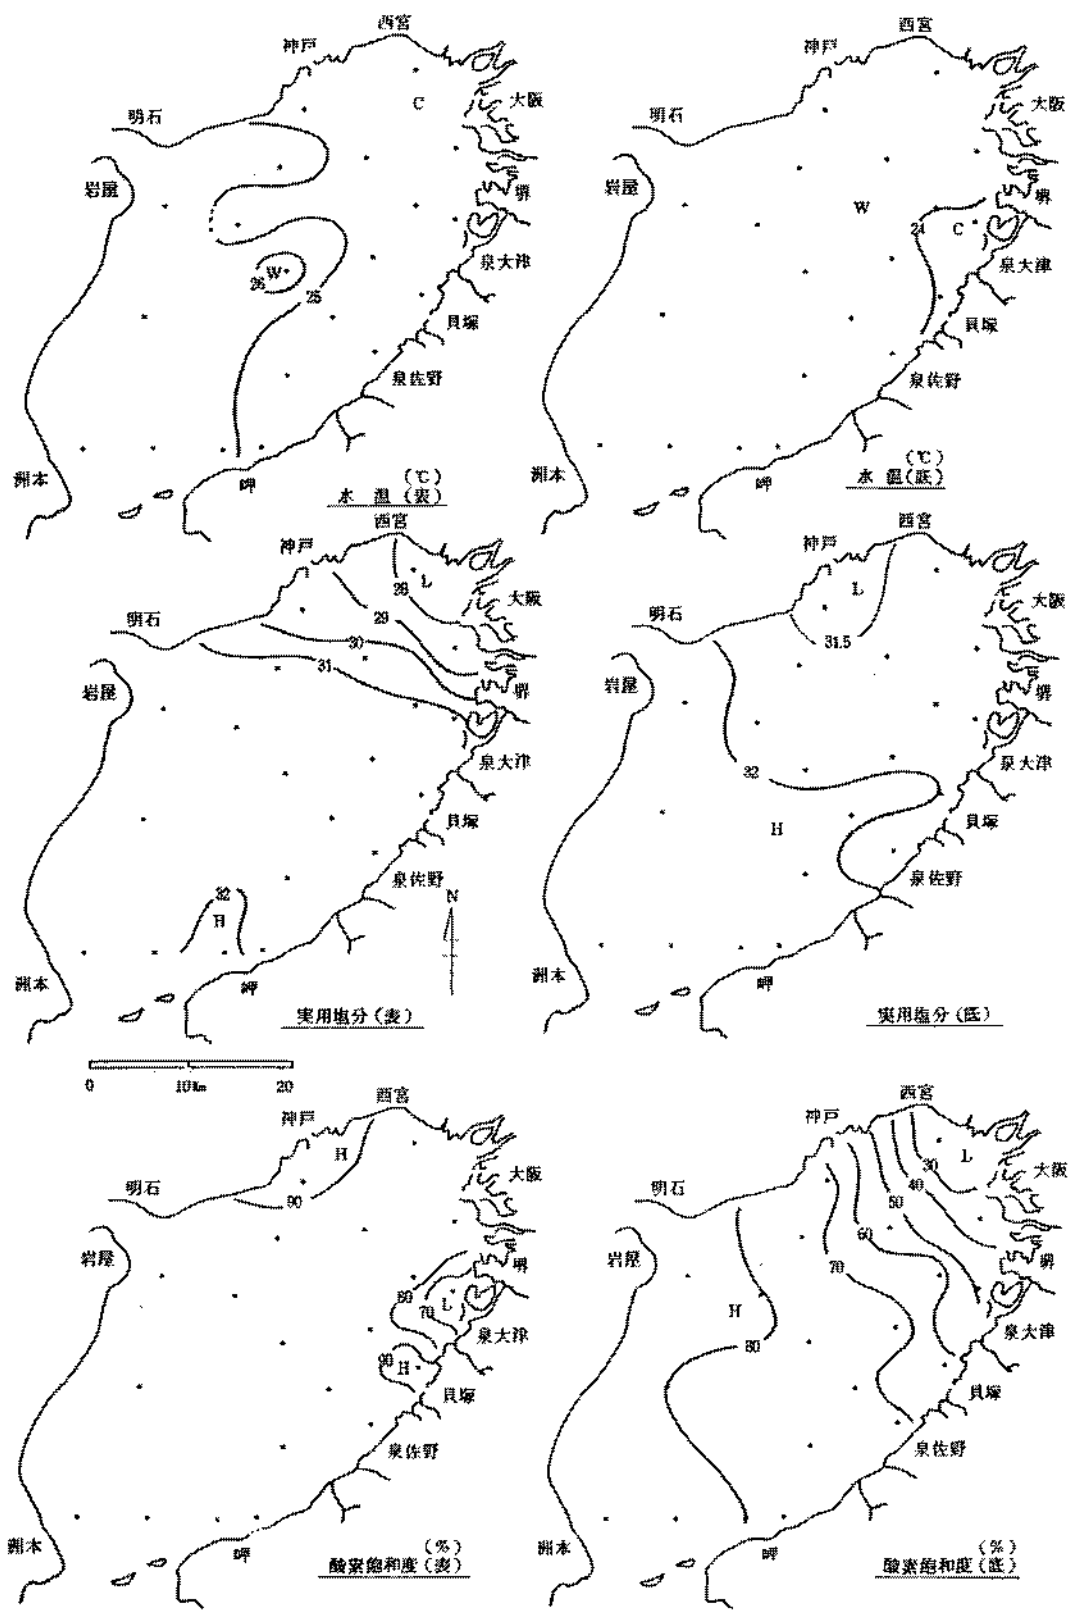 西宮
神戸
C
大阪
明石
岩屋
堺
W
26
25
泉大津
貝塚
泉佐野
洲本
岬
(℃)
水 温 (表)
西宮
神戸
大阪
明石
岩屋
W
堺
24
C
泉大津
貝塚
泉佐野
洲本
岬
(℃)
水 温 (底)
西宮
神戸
L
28
大阪
明石
29
30
31
岩屋
堺
泉大津
貝塚
泉佐野
32
H
N
洲本
岬
実用塩分 (表)
西宮
神戸
L
大阪
明石
31.5
岩屋
堺
泉大津
32
H
貝塚
泉佐野
洲本
岬
実用塩分 (底)
0 10Km 20
西宮
神戸
H
大阪
明石
90
岩屋
堺
80
70
L
泉大津
90
H
貝塚
泉佐野
洲本
岬
(%)
酸素飽和度 (表)
西宮
神戸
30
L
大阪
明石
40
50
60
岩屋
堺
70
H
泉大津
80
貝塚
泉佐野
洲本
岬
(%)
酸素飽和度 (底)